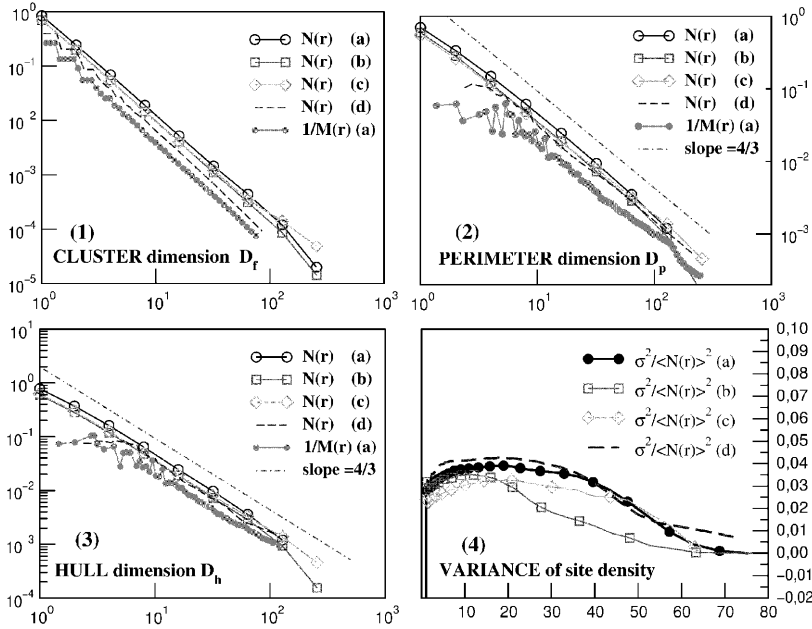 10^0
10^-1
10^-2
10^-3
10^-4
10^-5
10^0
10^1
10^2
10^3
N(r) (a)
N(r) (b)
N(r) (c)
N(r) (d)
1/M(r) (a)
(1)
CLUSTER dimension D_f
10^0
10^-1
10^-2
10^-3
10^0
10^1
10^2
10^3
N(r) (a)
N(r) (b)
N(r) (c)
N(r) (d)
1/M(r) (a)
slope =4/3
(2)
PERIMETER dimension D_p
10^1
10^0
10^-1
10^-2
10^-3
10^-4
10^0
10^1
10^2
10^3
N(r) (a)
N(r) (b)
N(r) (c)
N(r) (d)
1/M(r) (a)
slope =4/3
(3)
HULL dimension D_h
0,10
0,09
0,08
0,07
0,06
0,05
0,04
0,03
0,02
0,01
0,00
-0,01
-0,02
σ^2/<N(r)>^2 (a)
σ^2/<N(r)>^2 (b)
σ^2/<N(r)>^2 (c)
σ^2/<N(r)>^2 (d)
(4)
VARIANCE of site density
10 20 30 40 50 60 70 80